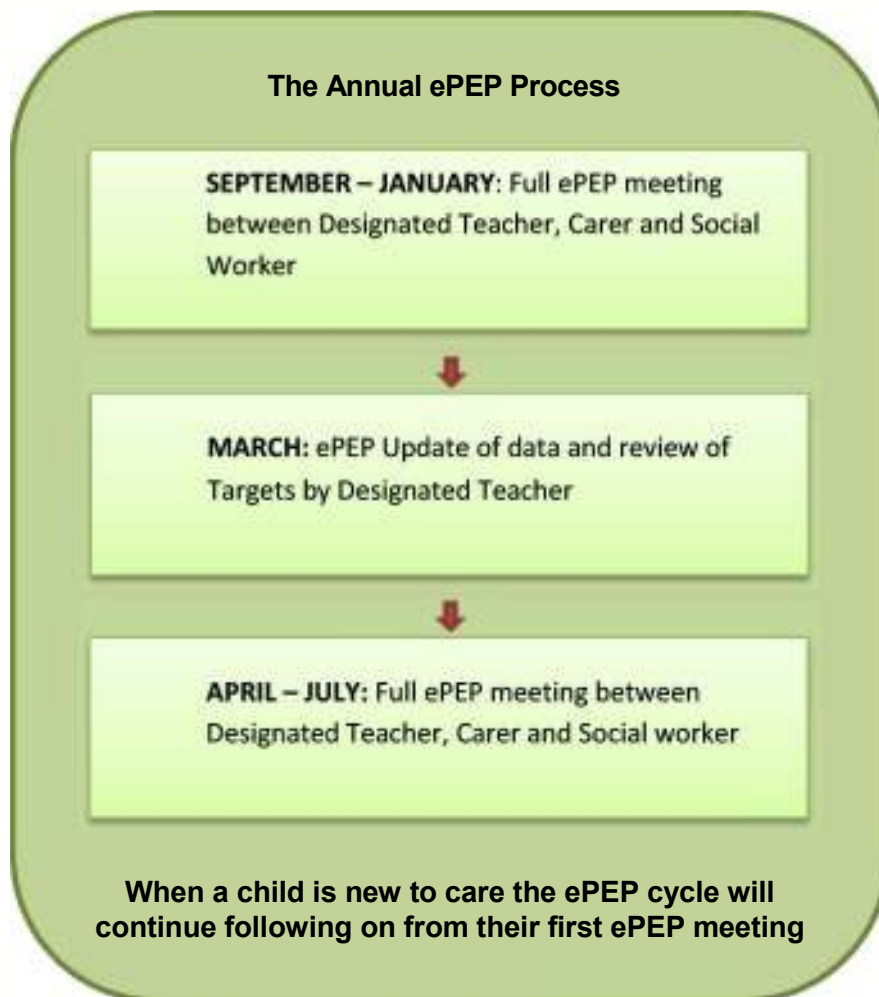 The Annual ePEP Process
SEPTEMBER – JANUARY: Full ePEP meeting
between Designated Teacher, Carer and Social
Worker
MARCH: ePEP Update of data and review of
Targets by Designated Teacher
APRIL – JULY: Full ePEP meeting between
Designated Teacher, Carer and Social worker
When a child is new to care the ePEP cycle will
continue following on from their first ePEP meeting